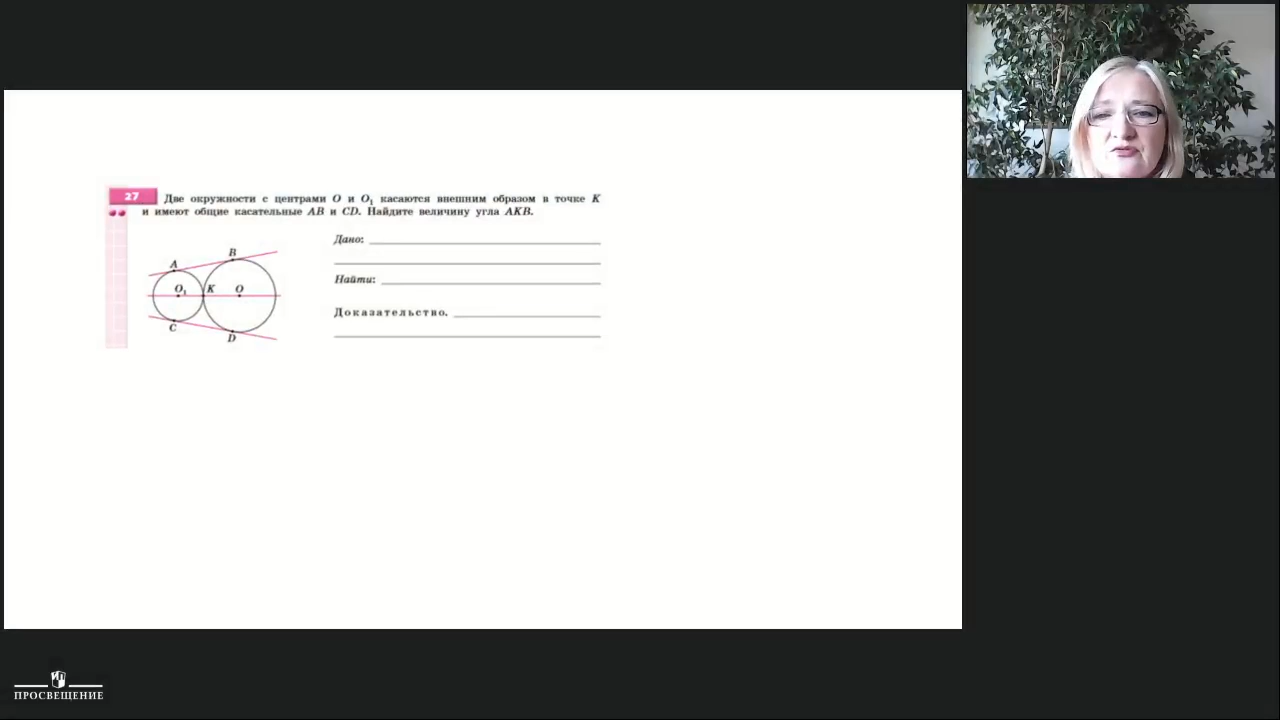 27
Две окружности с центрами O и O₁ касаются внешним образом в точке K
и имеют общие касательные AB и CD. Найдите величину угла AKB.
Дано:
Найти:
Доказательство.
B
A
O₁ K O
C
D
ПРОСВЕЩЕНИЕ